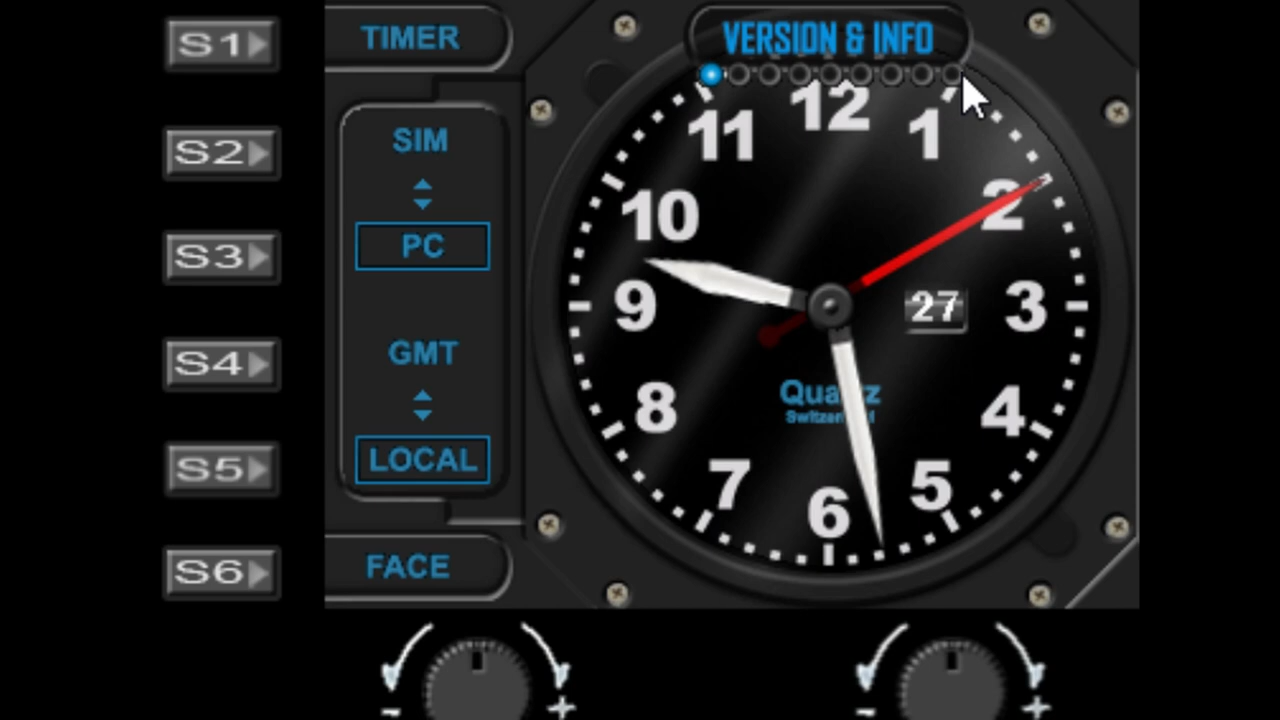 S1
S2
S3
S4
S5
S6
TIMER
SIM
PC
GMT
LOCAL
FACE
VERSION & INFO
12
1
2
3
4
5
6
7
8
9
10
11
27
-
+
-
+